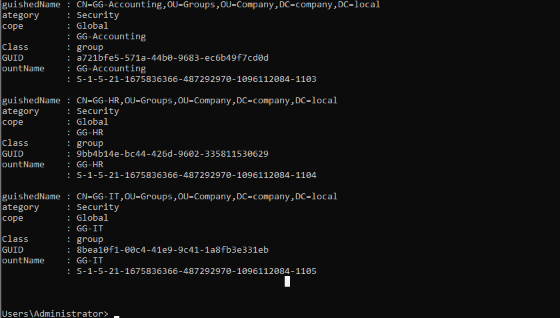 guishedName : CN=GG-Accounting,OU=Groups,OU=Company,DC=company,DC=local
ategory : Security
cope : Global
: GG-Accounting
Class : group
GUID : a721bfe5-571a-44b0-9683-ec6b49f7cd0d
ountName : GG-Accounting
: S-1-5-21-1675836366-487292970-1096112084-1103
guishedName : CN=GG-HR,OU=Groups,OU=Company,DC=company,DC=local
ategory : Security
cope : Global
: GG-HR
Class : group
GUID : 9bb4b14e-bc44-426d-9602-335811530629
ountName : GG-HR
: S-1-5-21-1675836366-487292970-1096112084-1104
guishedName : CN=GG-IT,OU=Groups,OU=Company,DC=company,DC=local
ategory : Security
cope : Global
: GG-IT
Class : group
GUID : 8bea10f1-00c4-41e9-9c41-1a8fb3e331eb
ountName : GG-IT
: S-1-5-21-1675836366-487292970-1096112084-1105
Users\Administrator>